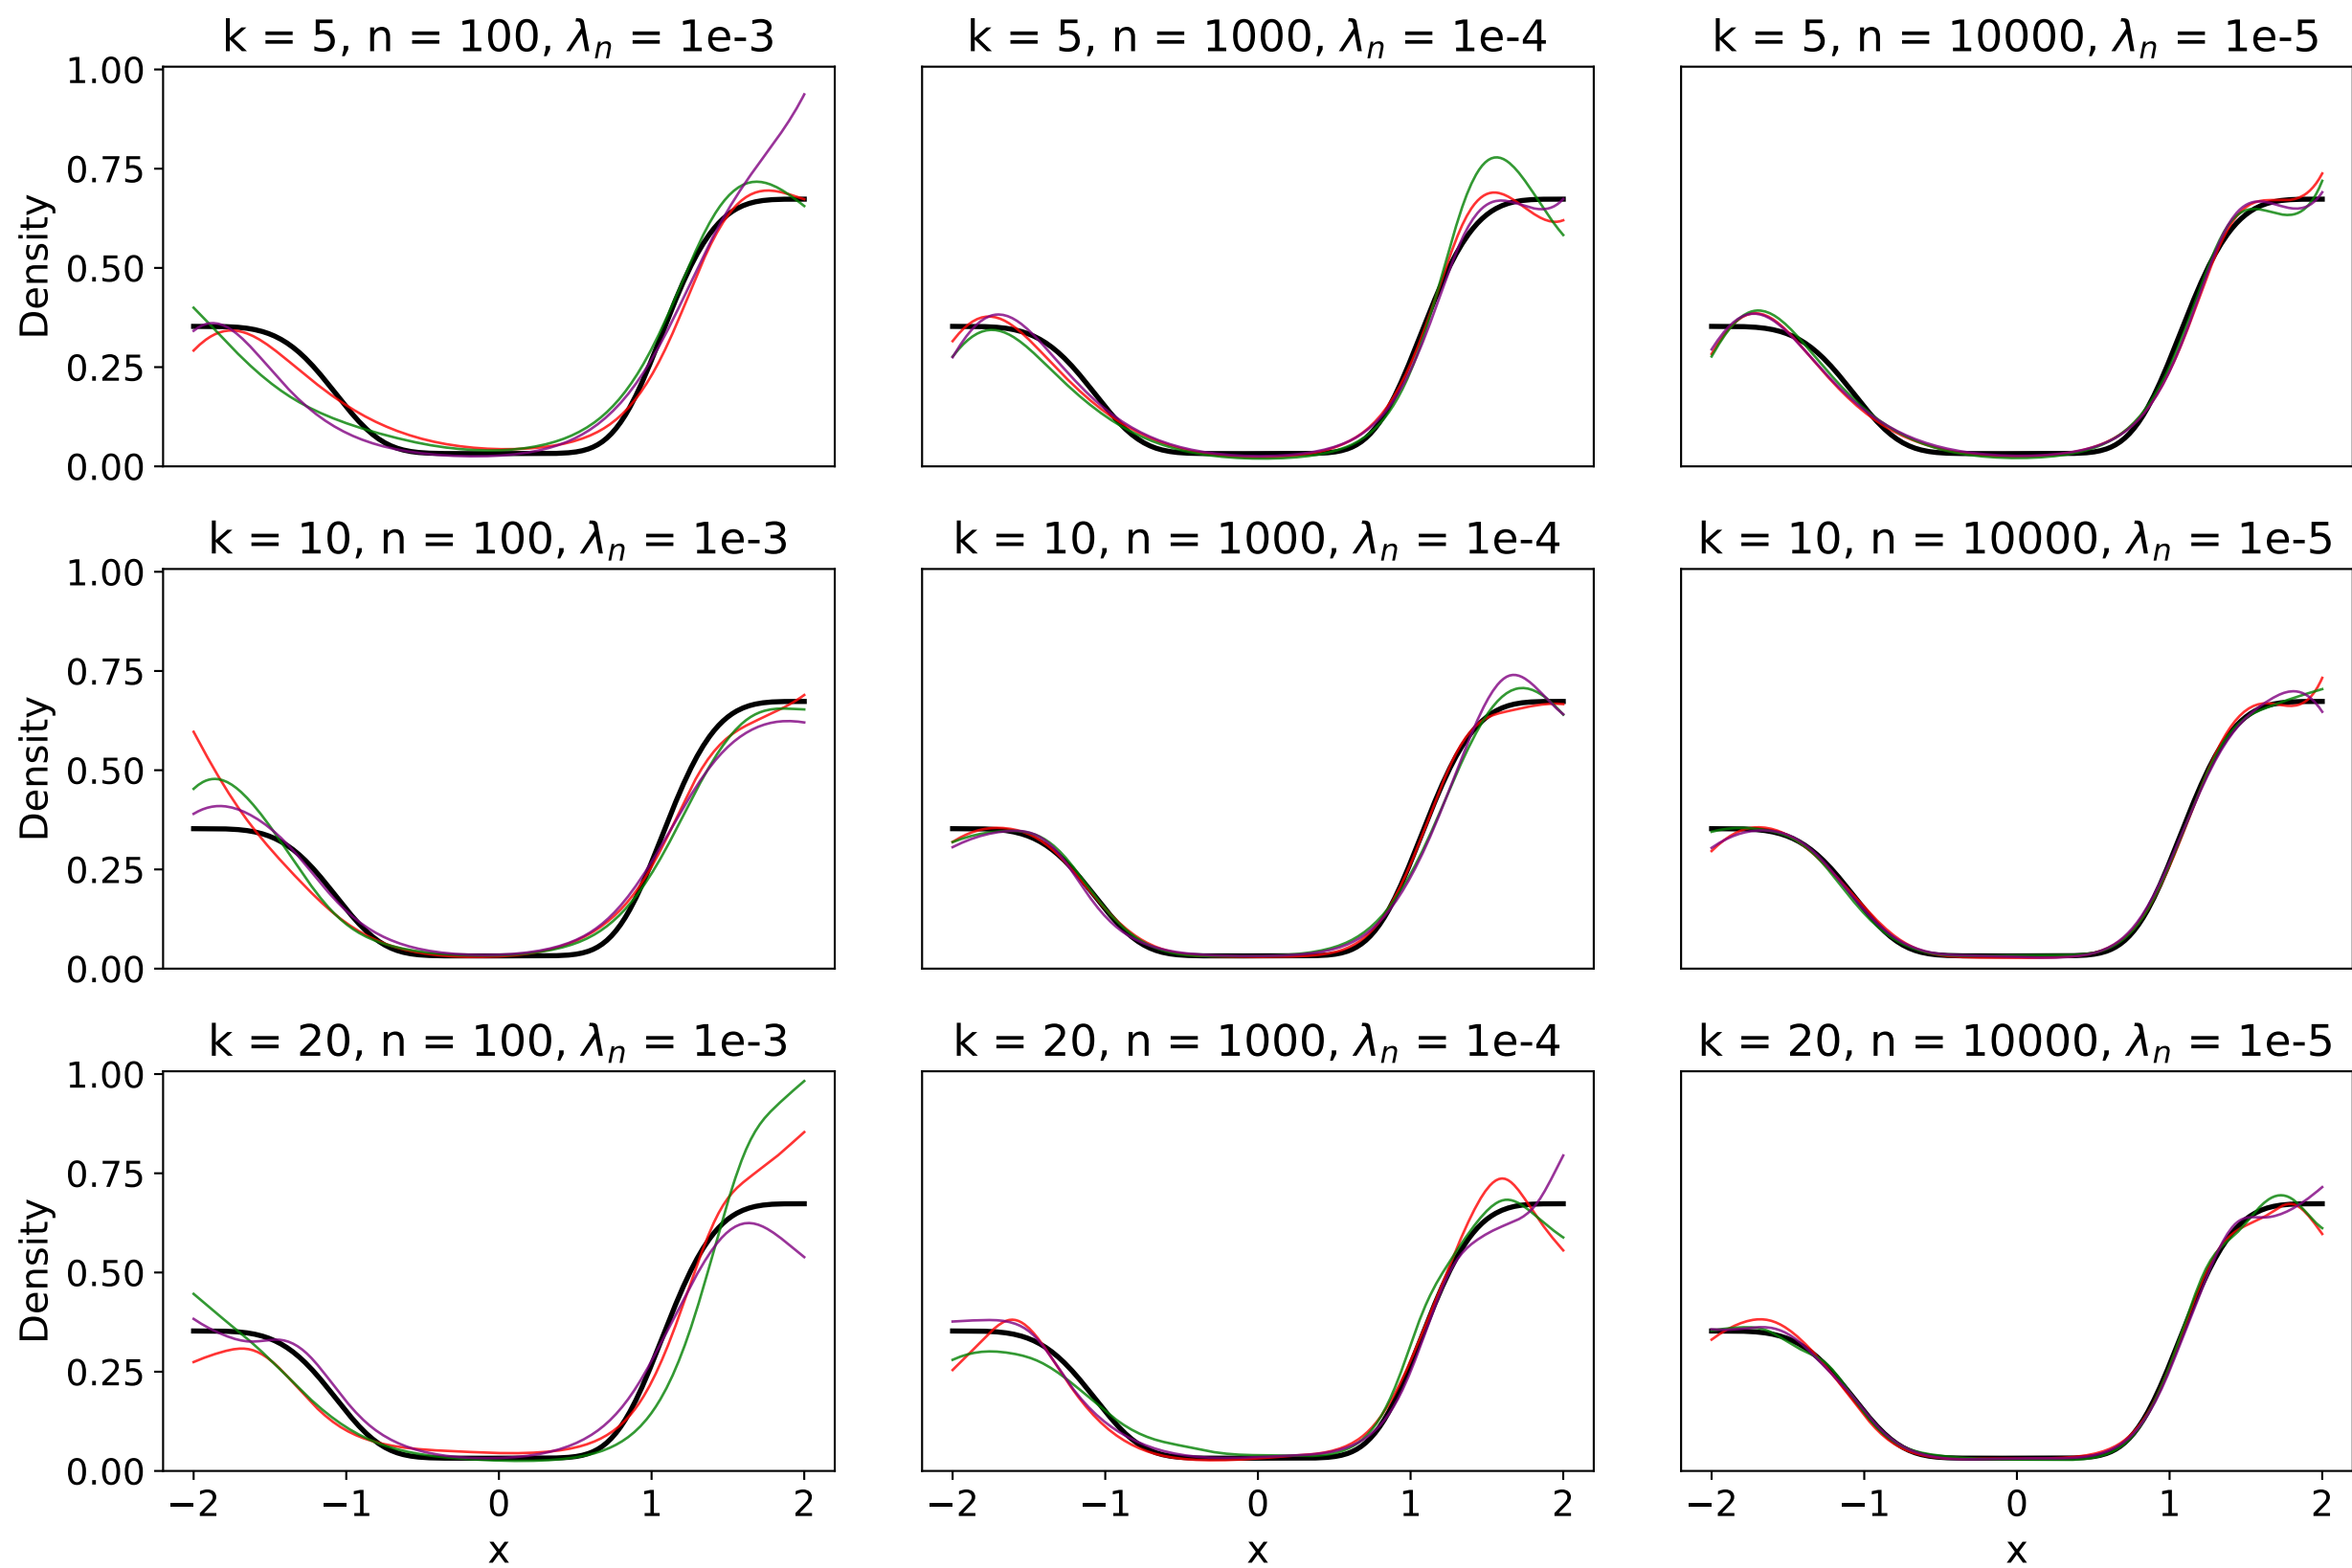 k = 5, n = 100, λn = 1e-3
k = 5, n = 1000, λn = 1e-4
k = 5, n = 10000, λn = 1e-5
1.00
0.75
0.50
0.25
0.00
Density
k = 10, n = 100, λn = 1e-3
k = 10, n = 1000, λn = 1e-4
k = 10, n = 10000, λn = 1e-5
1.00
0.75
0.50
0.25
0.00
Density
k = 20, n = 100, λn = 1e-3
k = 20, n = 1000, λn = 1e-4
k = 20, n = 10000, λn = 1e-5
1.00
0.75
0.50
0.25
0.00
Density
−2 −1 0 1 2
−2 −1 0 1 2
−2 −1 0 1 2
x
x
x